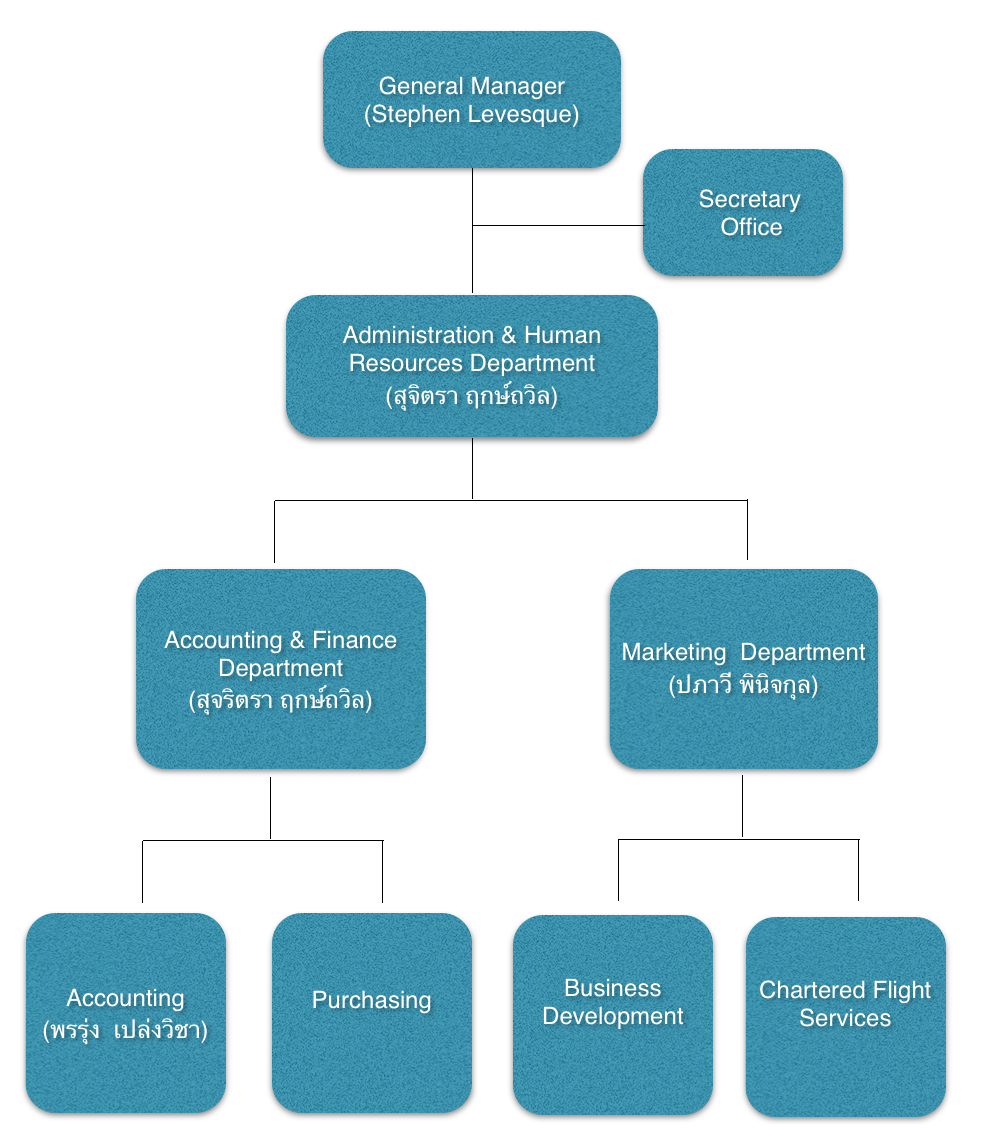 General Manager
(Stephen Levesque)
Secretary
Office
Administration & Human
Resources Department
(สุจิตรา ฤกษ์ถวิล)
Accounting & Finance
Department
(สุจริตรา ฤกษ์ถวิล)
Marketing Department
(ปภาวี พินิจกุล)
Accounting
(พรรุ่ง เปล่งวิชา)
Purchasing
Business
Development
Chartered Flight
Services